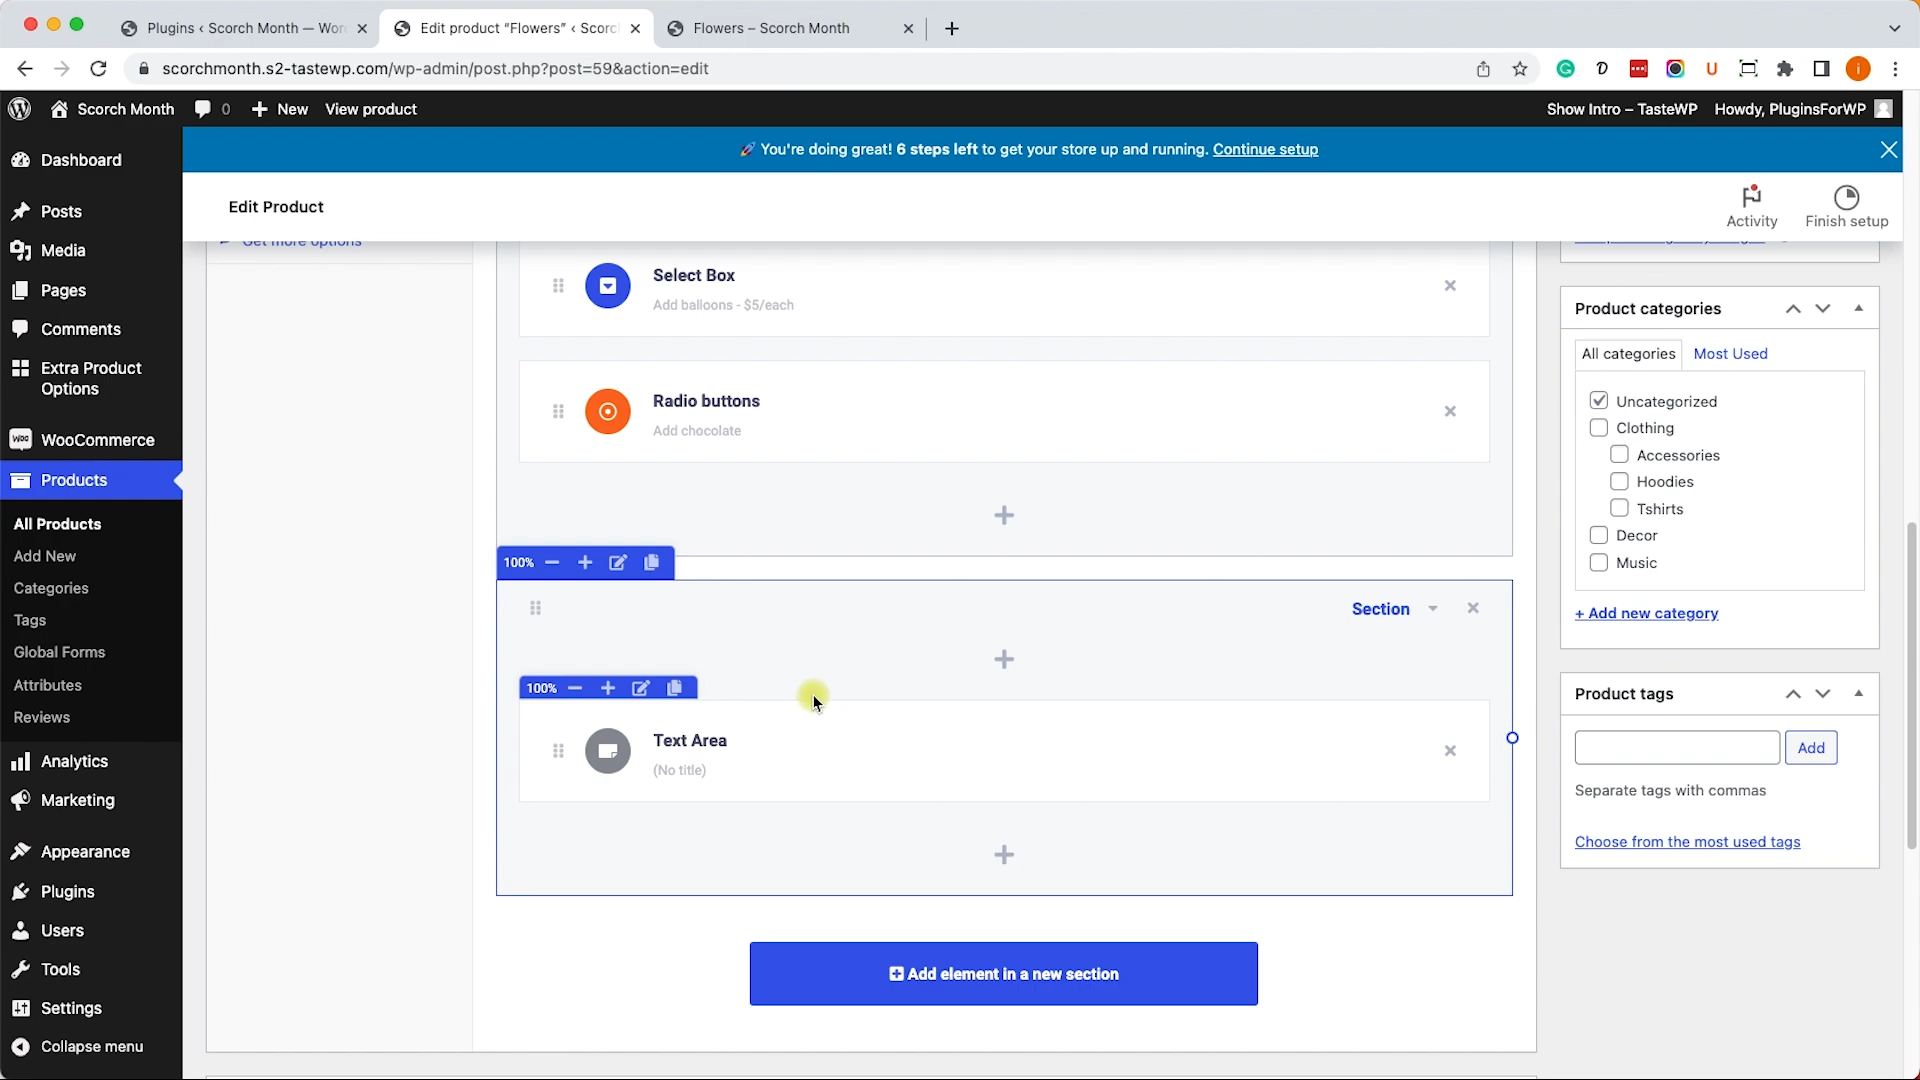 Plugins ‹ Scorch Month — Wor
Edit product “Flowers” ‹ Scorc
Flowers – Scorch Month
scorchmonth.s2-tastewp.com/wp-admin/post.php?post=59&action=edit
Scorch Month
0
New
View product
Show Intro – TasteWP
Howdy, PluginsForWP
You're doing great! 6 steps left to get your store up and running. Continue setup
Edit Product
Activity
Finish setup
Dashboard
Posts
Media
Pages
Comments
Extra Product
Options
WooCommerce
Products
All Products
Add New
Categories
Tags
Global Forms
Attributes
Reviews
Analytics
Marketing
Appearance
Plugins
Users
Tools
Settings
Collapse menu
Get more options
Select Box
Add balloons - $5/each
Radio buttons
Add chocolate
100%
Section
100%
Text Area
(No title)
Add element in a new section
Product categories
All categories
Most Used
Uncategorized
Clothing
Accessories
Hoodies
Tshirts
Decor
Music
+ Add new category
Product tags
Add
Separate tags with commas
Choose from the most used tags